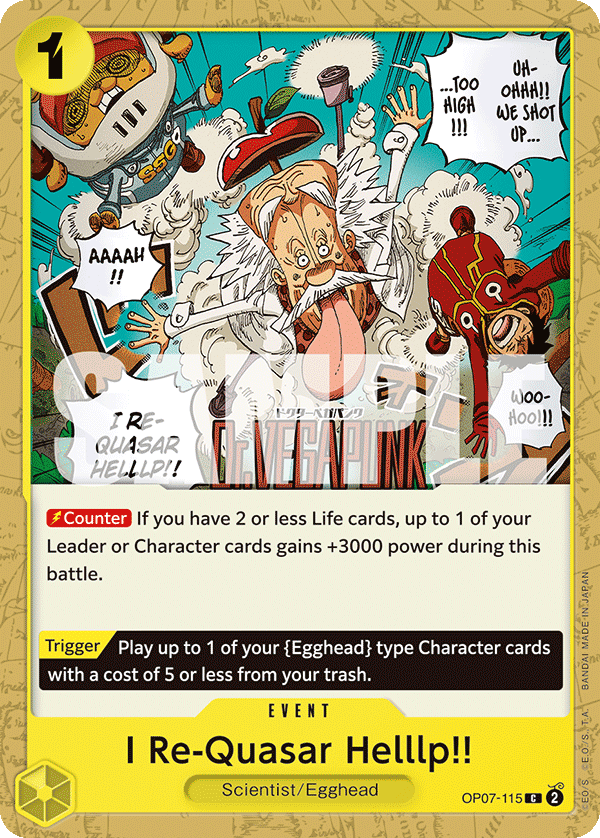 1
...TOO
HIGH
!!!
UH-
OHHH!!
WE SHOT
UP...
SSG
AAAAH
!!
WOO-
HOO!!!
I RE-
QUASAR
HELLLP!!
SAMPLE
ドクターベガパンク
Dr.VEGAPUNK
⚡Counter If you have 2 or less Life cards, up to 1 of your
Leader or Character cards gains +3000 power during this
battle.
Trigger Play up to 1 of your {Egghead} type Character cards
with a cost of 5 or less from your trash.
EVENT
I Re-Quasar Helllp!!
Scientist/Egghead
OP07-115 C 2
©E.O./S., T.A. BANDAI MADE IN JAPAN